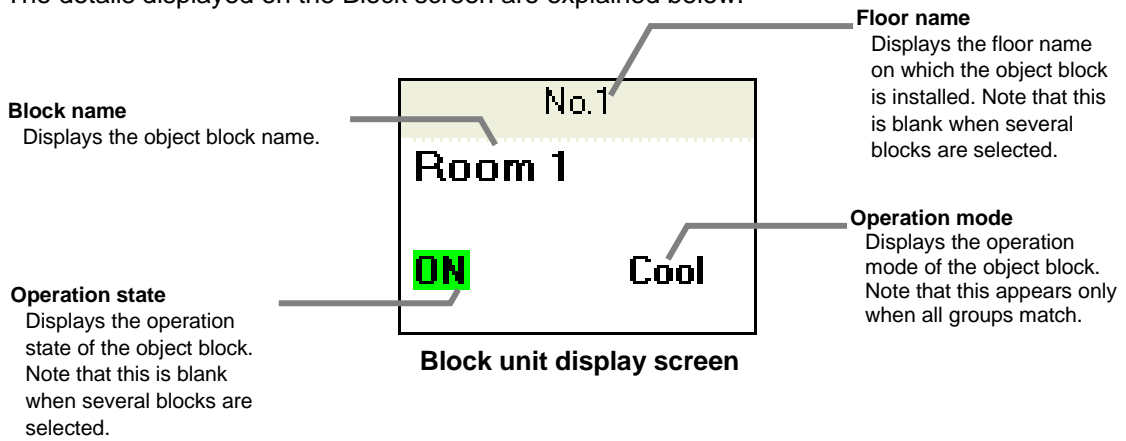 The details displayed on the Block screen are explained below.
Floor name
Displays the floor name
on which the object block
is installed. Note that this
is blank when several
blocks are selected.
Block name
Displays the object block name.
No.1
Room 1
ON
Cool
Operation mode
Displays the operation
mode of the object block.
Note that this appears only
when all groups match.
Operation state
Displays the operation
state of the object block.
Note that this is blank
when several blocks are
selected.
Block unit display screen